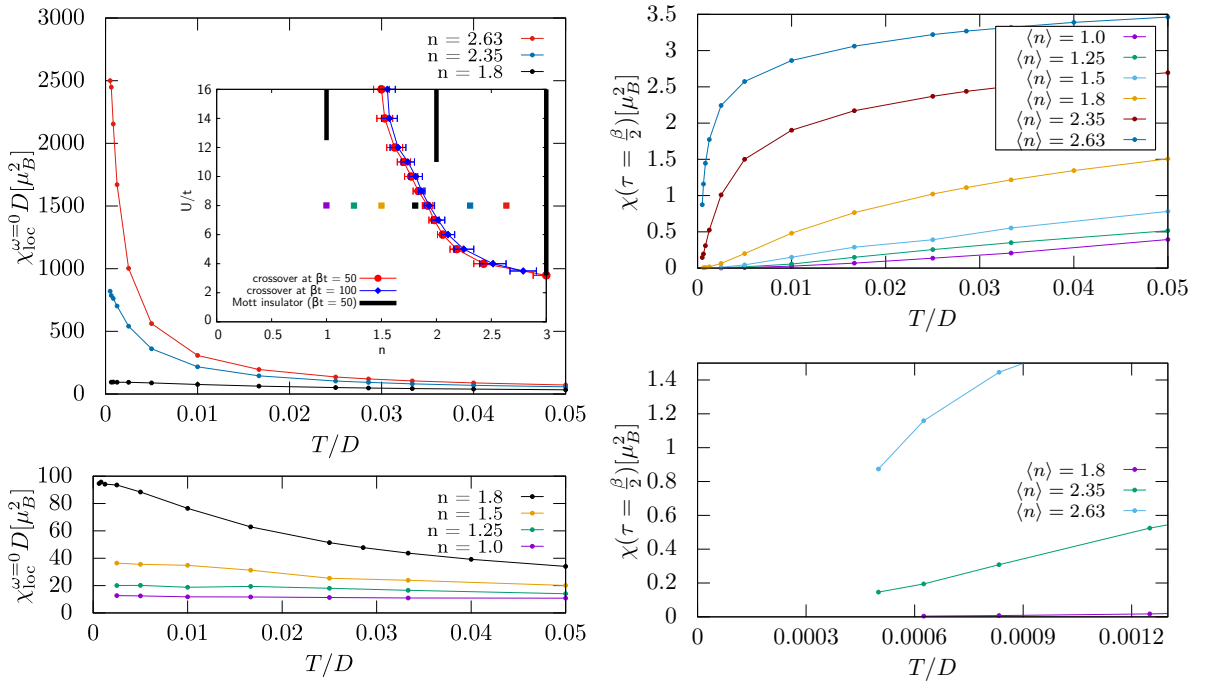 n = 2.63
n = 2.35
n = 1.8
3000
2500
2000
1500
1000
500
0
χ_loc^{ω=0} D[μ_B^2]
0 0.01 0.02 0.03 0.04 0.05
T/D
16
14
12
10
8
6
4
2
0
U/t
crossover at βt = 50
crossover at βt = 100
Mott insulator (βt = 50)
0 0.5 1 1.5 2 2.5 3
n
100
80
60
40
20
0
χ_loc^{ω=0} D[μ_B^2]
n = 1.8
n = 1.5
n = 1.25
n = 1.0
0 0.01 0.02 0.03 0.04 0.05
T/D
3.5
3
2.5
2
1.5
1
0.5
0
χ(τ = β/2)[μ_B^2]
⟨n⟩ = 1.0
⟨n⟩ = 1.25
⟨n⟩ = 1.5
⟨n⟩ = 1.8
⟨n⟩ = 2.35
⟨n⟩ = 2.63
0 0.01 0.02 0.03 0.04 0.05
T/D
1.4
1.2
1
0.8
0.6
0.4
0.2
0
χ(τ = β/2)[μ_B^2]
⟨n⟩ = 1.8
⟨n⟩ = 2.35
⟨n⟩ = 2.63
0 0.0003 0.0006 0.0009 0.0012
T/D